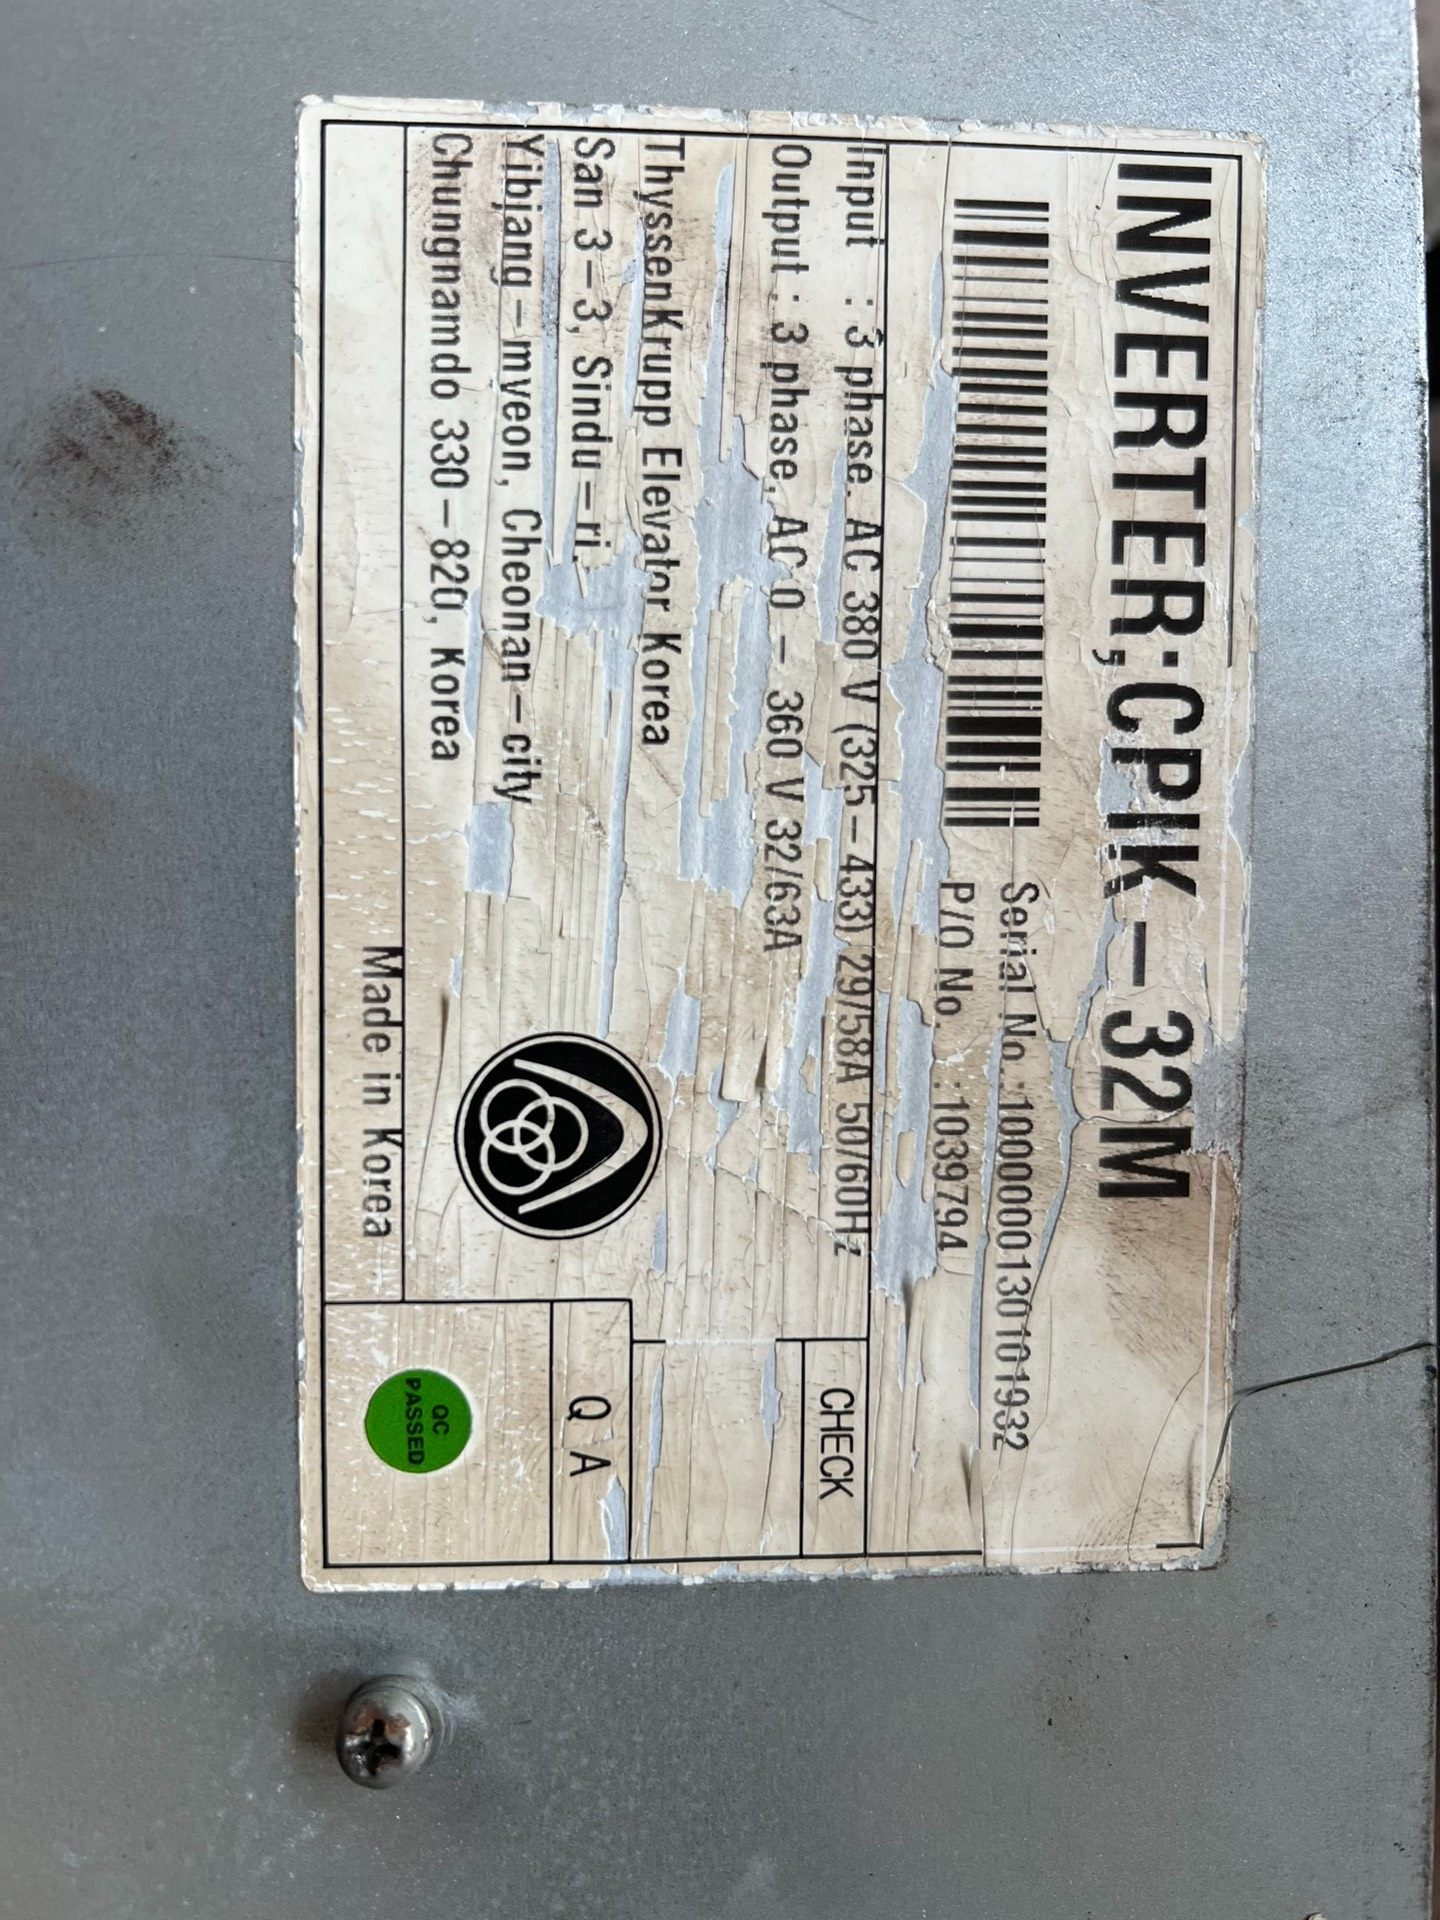 INVERTER;CPIK-32M
Serial No.:1000000130101932
P/O No. :1039794
Input : 3 phase. AC 380 V (325-433) 29/58A 50/60Hz
Output : 3 phase, AC 0 - 360 V 32/63A
ThyssenKrupp Elevator Korea
San 3-3, Sindu-ri,
Yibjang-myeon, Cheonan-city
Chungnamdo 330-820, Korea
Made in Korea
CHECK
Q A
QC
PASSED